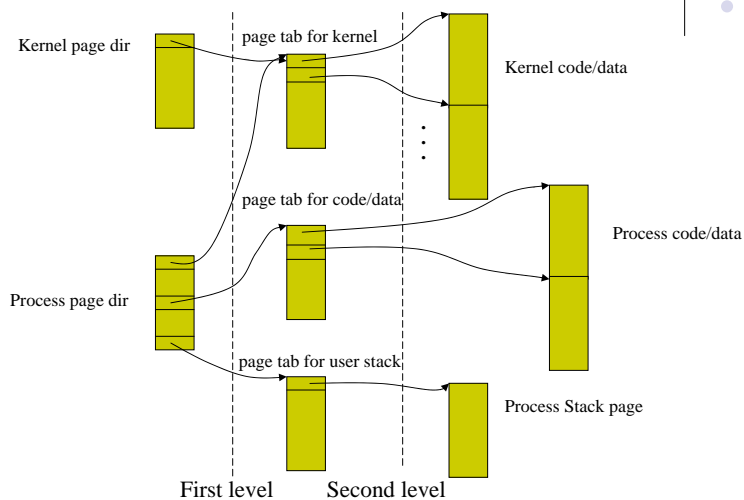 page tab for kernel
Kernel page dir
Kernel code/data
page tab for code/data
Process code/data
Process page dir
page tab for user stack
Process Stack page
First level
Second level